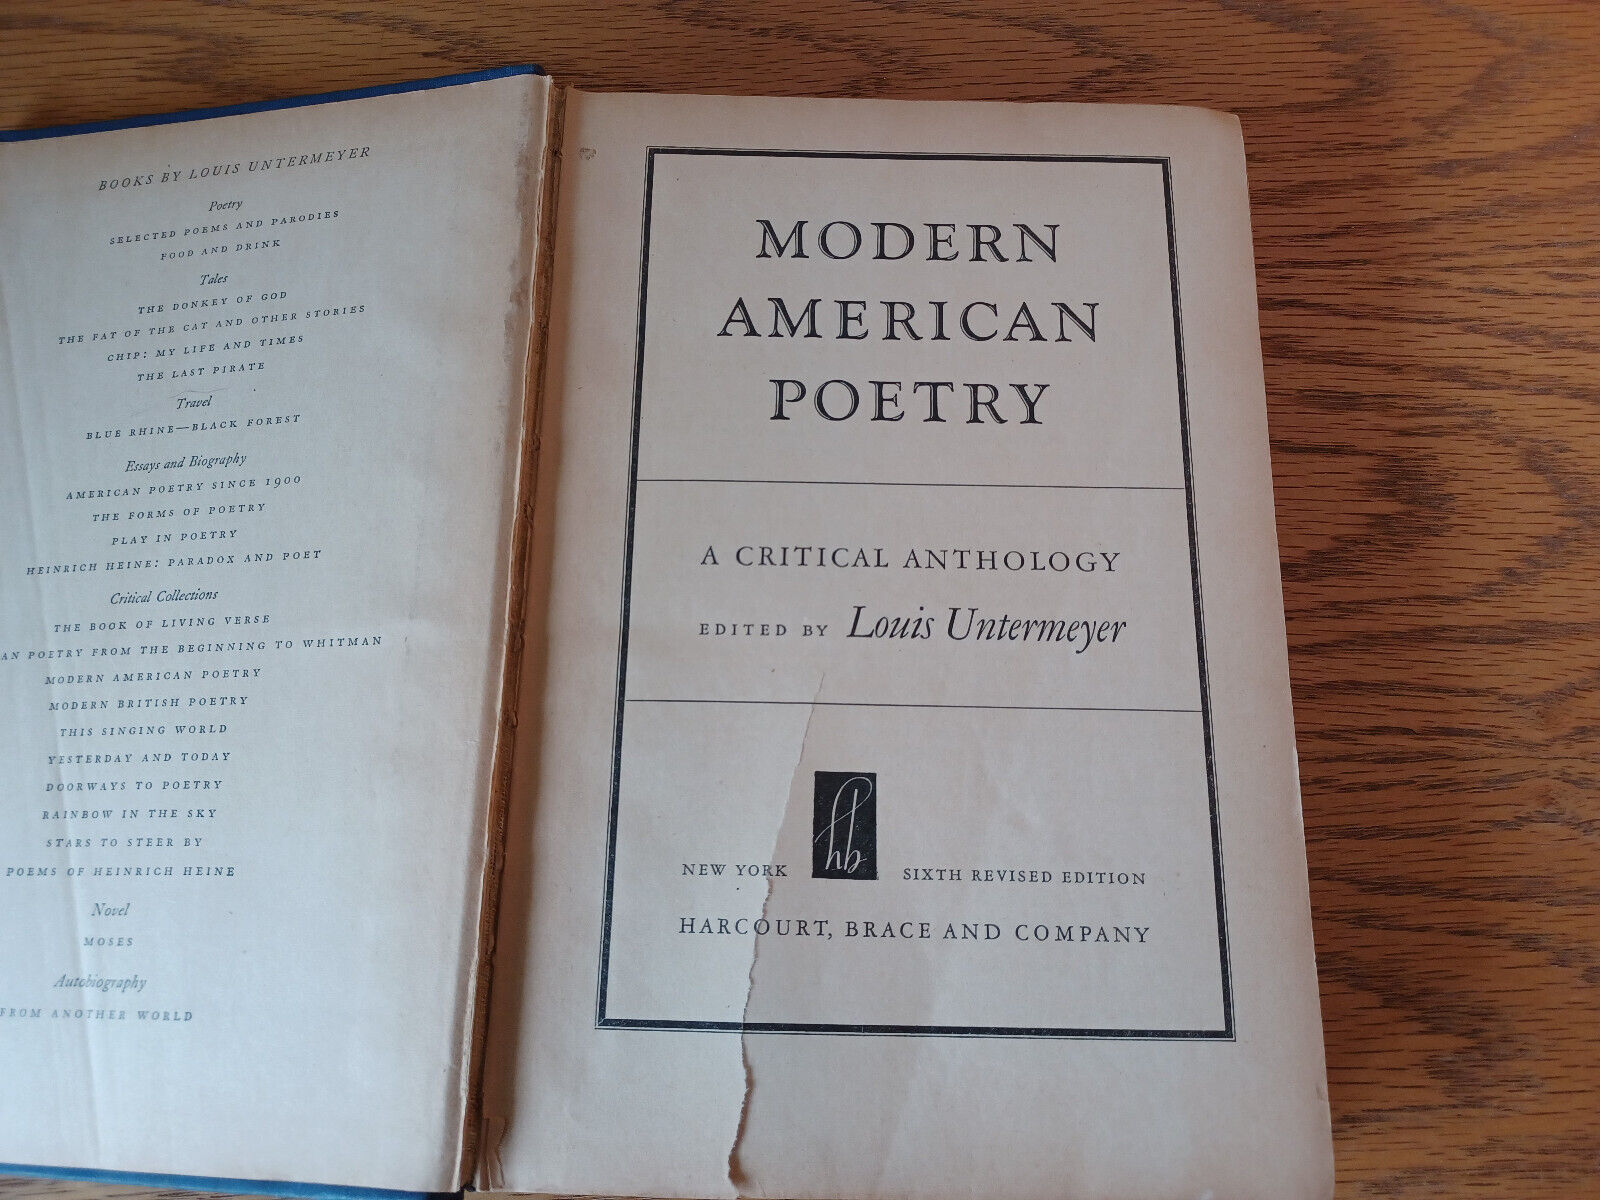 BOOKS BY LOUIS UNTERMEYER
Poetry
SELECTED POEMS AND PARODIES
FOOD AND DRINK
Tales
THE DONKEY OF GOD
THE FAT OF THE CAT AND OTHER STORIES
CHIP: MY LIFE AND TIMES
THE LAST PIRATE
Travel
BLUE RHINE—BLACK FOREST
Essays and Biography
AMERICAN POETRY SINCE 1900
THE FORMS OF POETRY
PLAY IN POETRY
HEINRICH HEINE: PARADOX AND POET
Critical Collections
THE BOOK OF LIVING VERSE
AN POETRY FROM THE BEGINNING TO WHITMAN
MODERN AMERICAN POETRY
MODERN BRITISH POETRY
THIS SINGING WORLD
YESTERDAY AND TODAY
DOORWAYS TO POETRY
RAINBOW IN THE SKY
STARS TO STEER BY
POEMS OF HEINRICH HEINE
Novel
MOSES
Autobiography
FROM ANOTHER WORLD
MODERN
AMERICAN
POETRY
A CRITICAL ANTHOLOGY
EDITED BY Louis Untermeyer
hb
NEW YORK SIXTH REVISED EDITION
HARCOURT, BRACE AND COMPANY